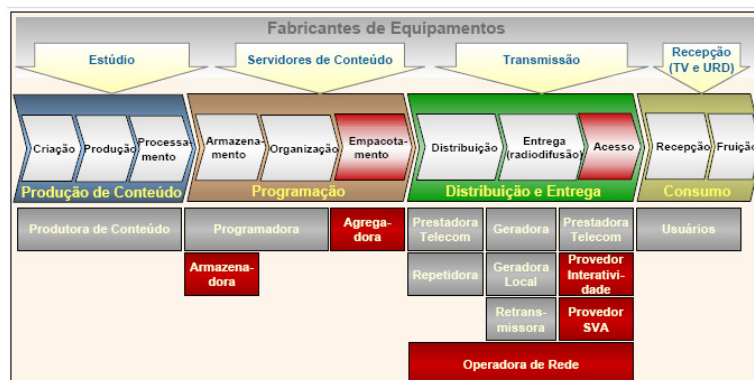 Fabricantes de Equipamentos
Estúdio
Servidores de Conteúdo
Transmissão
Recepção
(TV e URD)
Criação
Produção
Processa-
mento
Armazena-
mento
Organização
Empacota-
mento
Distribuição
Entrega
(radiodifusão)
Acesso
Recepção
Fruição
Produção de Conteúdo
Programação
Distribuição e Entrega
Consumo
Produtora de Conteúdo
Programadora
Agrega-
dora
Prestadora
Telecom
Geradora
Prestadora
Telecom
Usuários
Armazena-
dora
Repetidora
Geradora
Local
Provedor
Interativi-
dade
Retrans-
missora
Provedor
SVA
Operadora de Rede